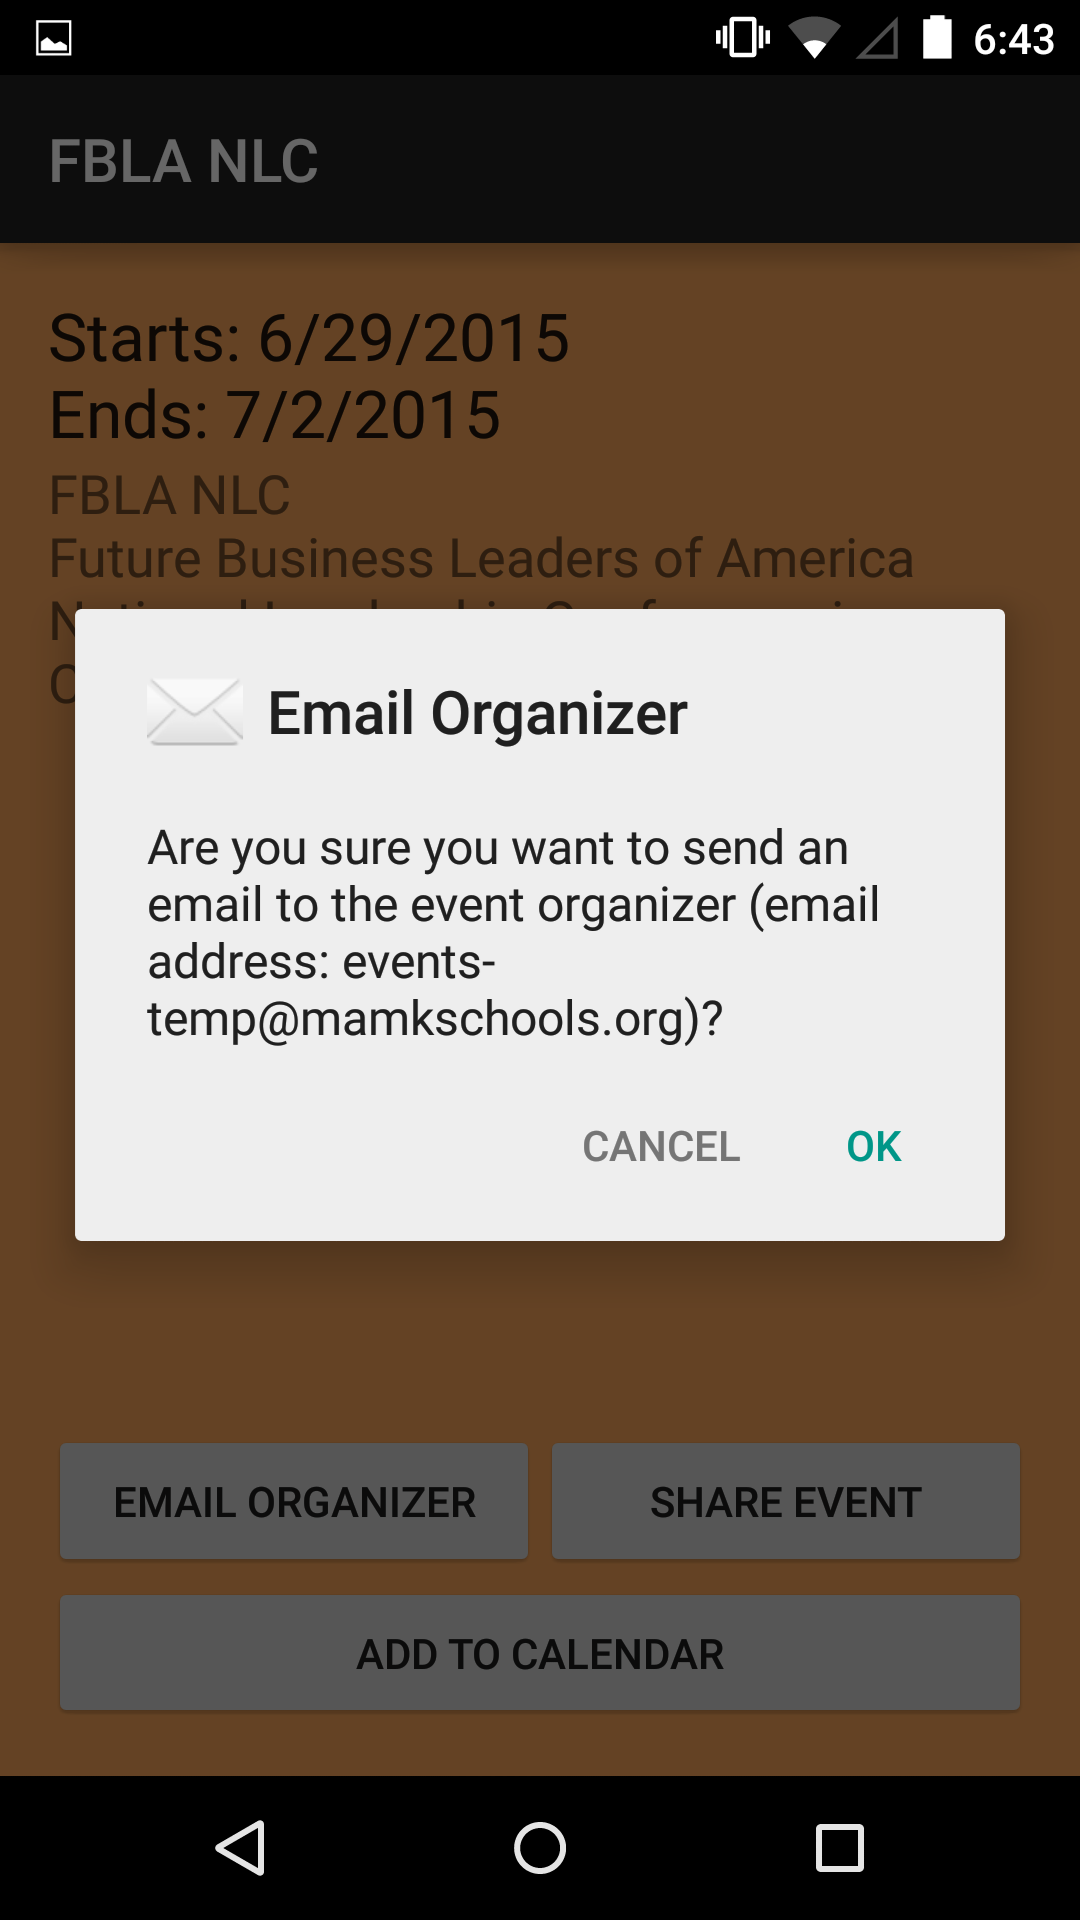 6:43
FBLA NLC
Starts: 6/29/2015
Ends: 7/2/2015
FBLA NLC
Future Business Leaders of America
Email Organizer
Are you sure you want to send an
email to the event organizer (email
address: events-
temp@mamkschools.org)?
CANCEL OK
EMAIL ORGANIZER SHARE EVENT
ADD TO CALENDAR